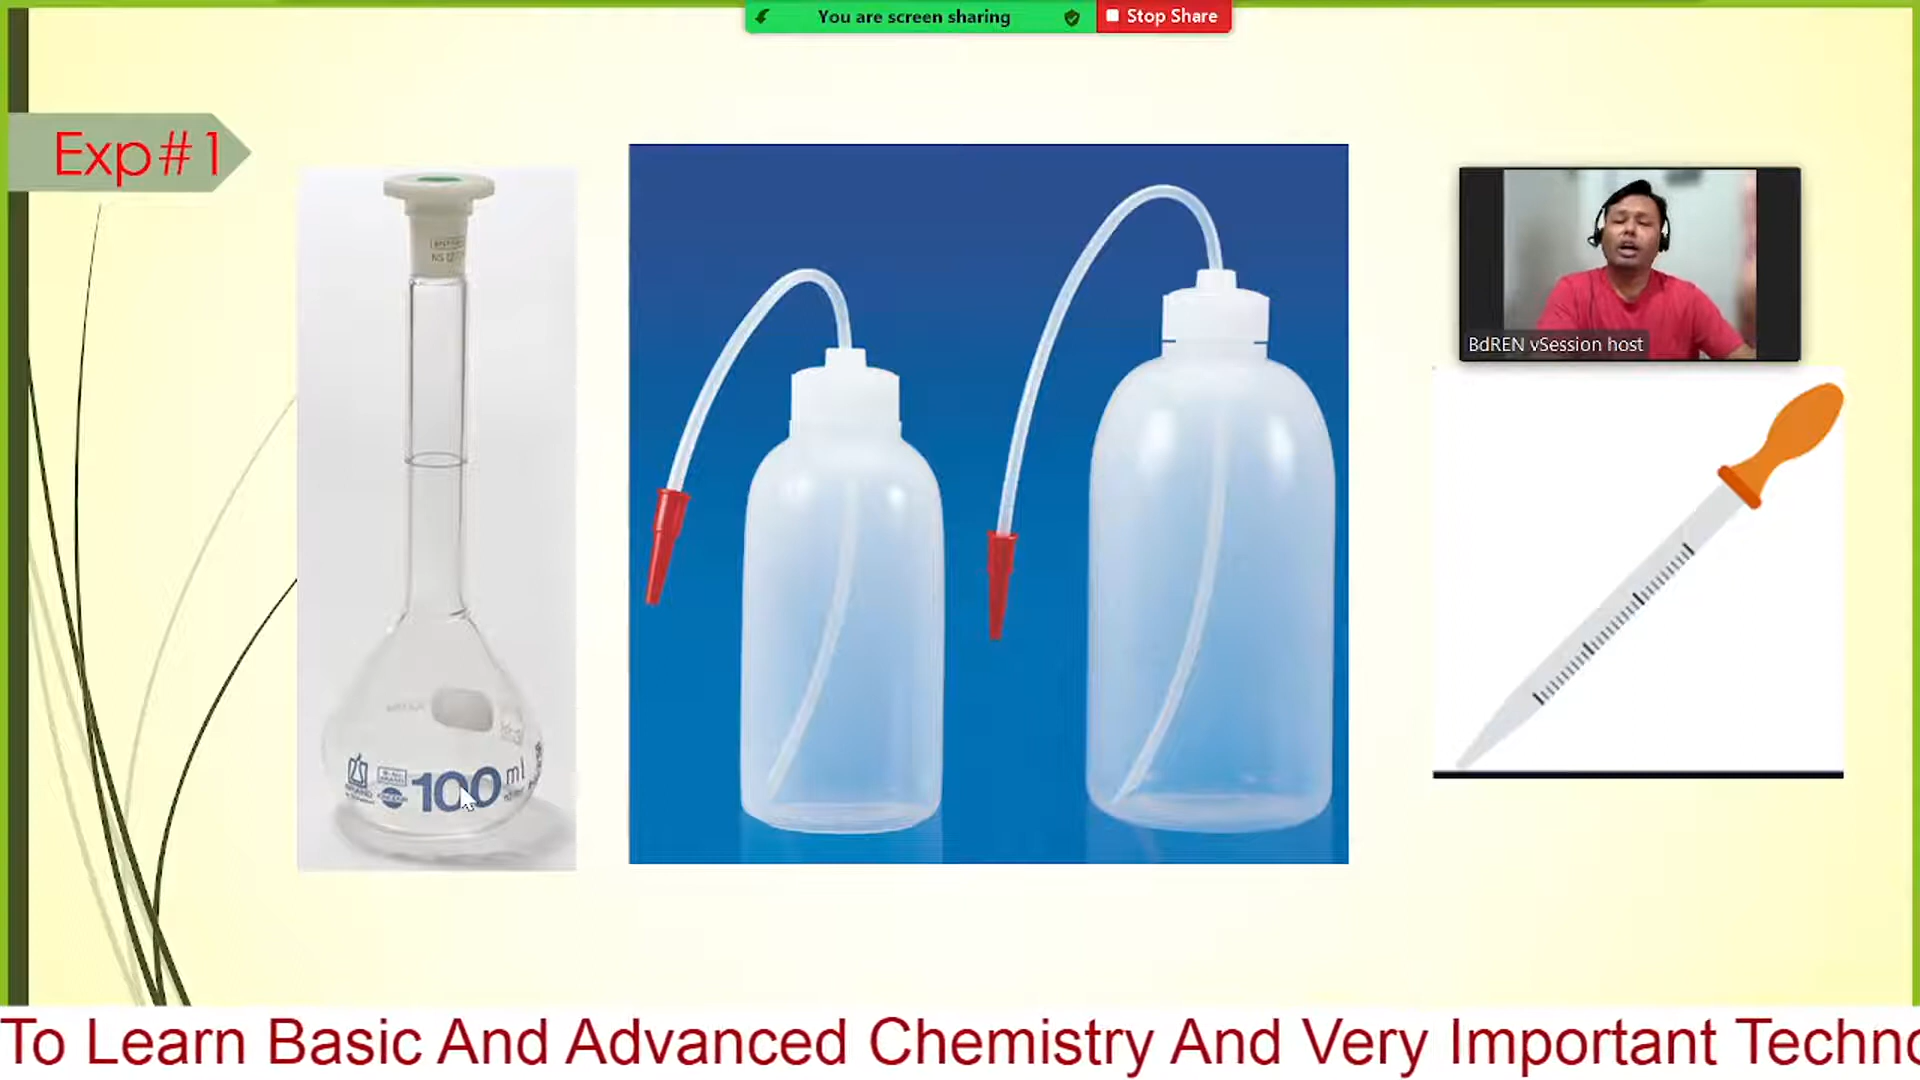 You are screen sharing
Stop Share
Exp#1
BdREN vSession host
100 ml
To Learn Basic And Advanced Chemistry And Very Important Techno